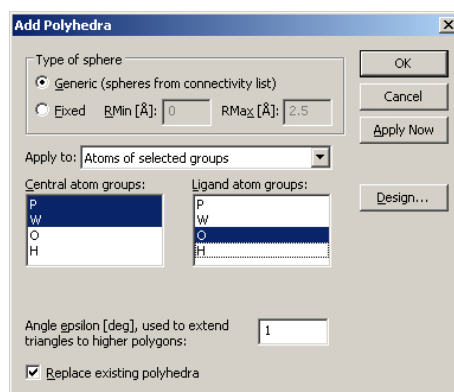 Add Polyhedra
Type of sphere
Generic (spheres from connectivity list)
Fixed RMin [Å]: 0 RMax [Å]: 2.5
OK
Cancel
Apply Now
Apply to: Atoms of selected groups
Central atom groups: Ligand atom groups:
P P
W W
O O
H H
Design...
Angle epsilon [deg], used to extend
triangles to higher polygons: 1
Replace existing polyhedra